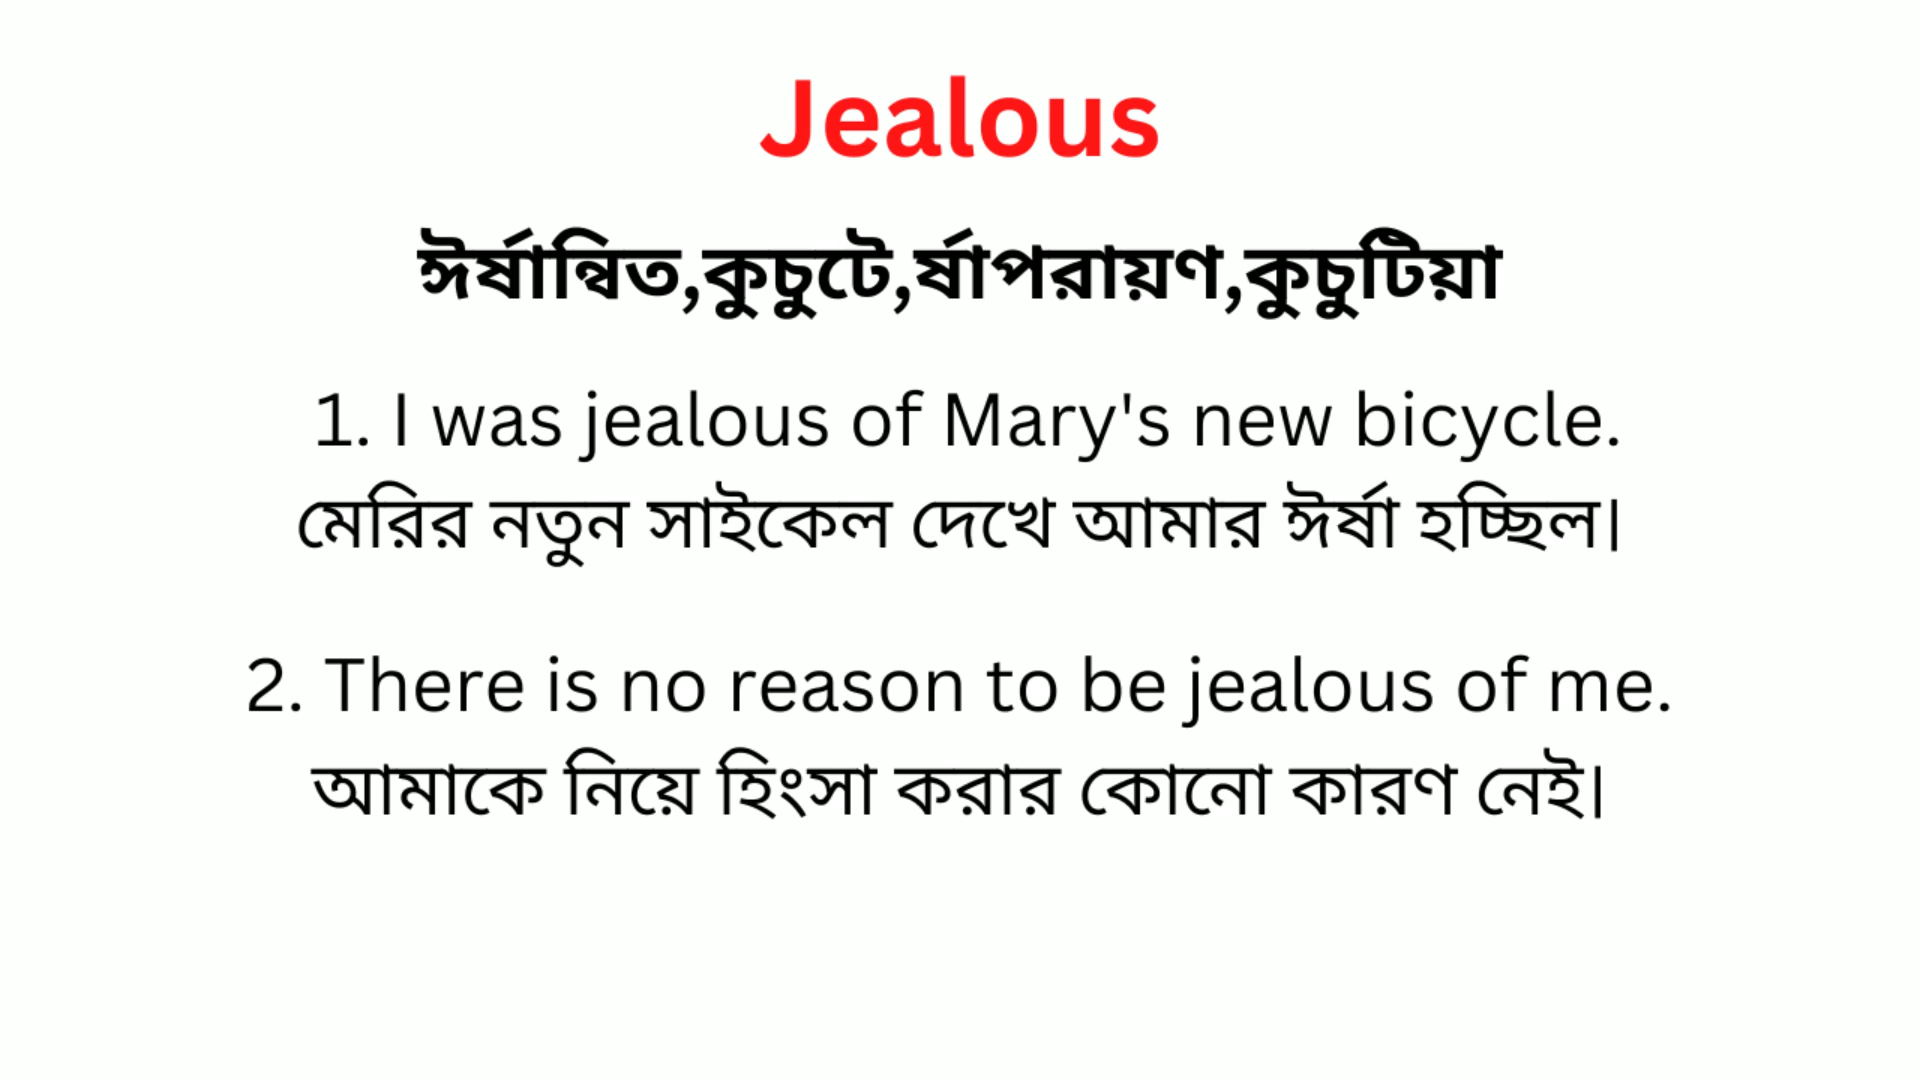 Jealous
ঈর্ষান্বিত,কুচুটে,র্ষাপরায়ণ,কুচুটিয়া
1. I was jealous of Mary's new bicycle.
মেরির নতুন সাইকেল দেখে আমার ঈর্ষা হচ্ছিল।
2. There is no reason to be jealous of me.
আমাকে নিয়ে হিংসা করার কোনো কারণ নেই।